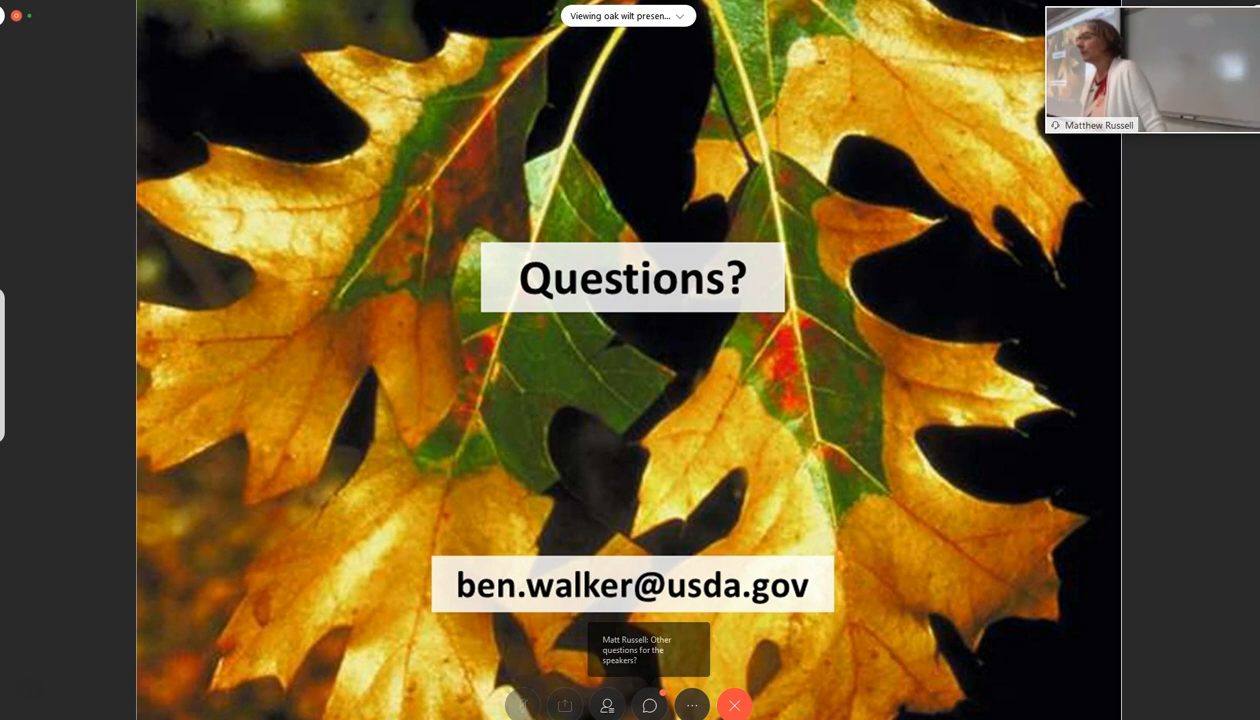 Viewing oak wilt presen...
Matthew Russell
Questions?
ben.walker@usda.gov
Matt Russell: Other
questions for the
speakers?